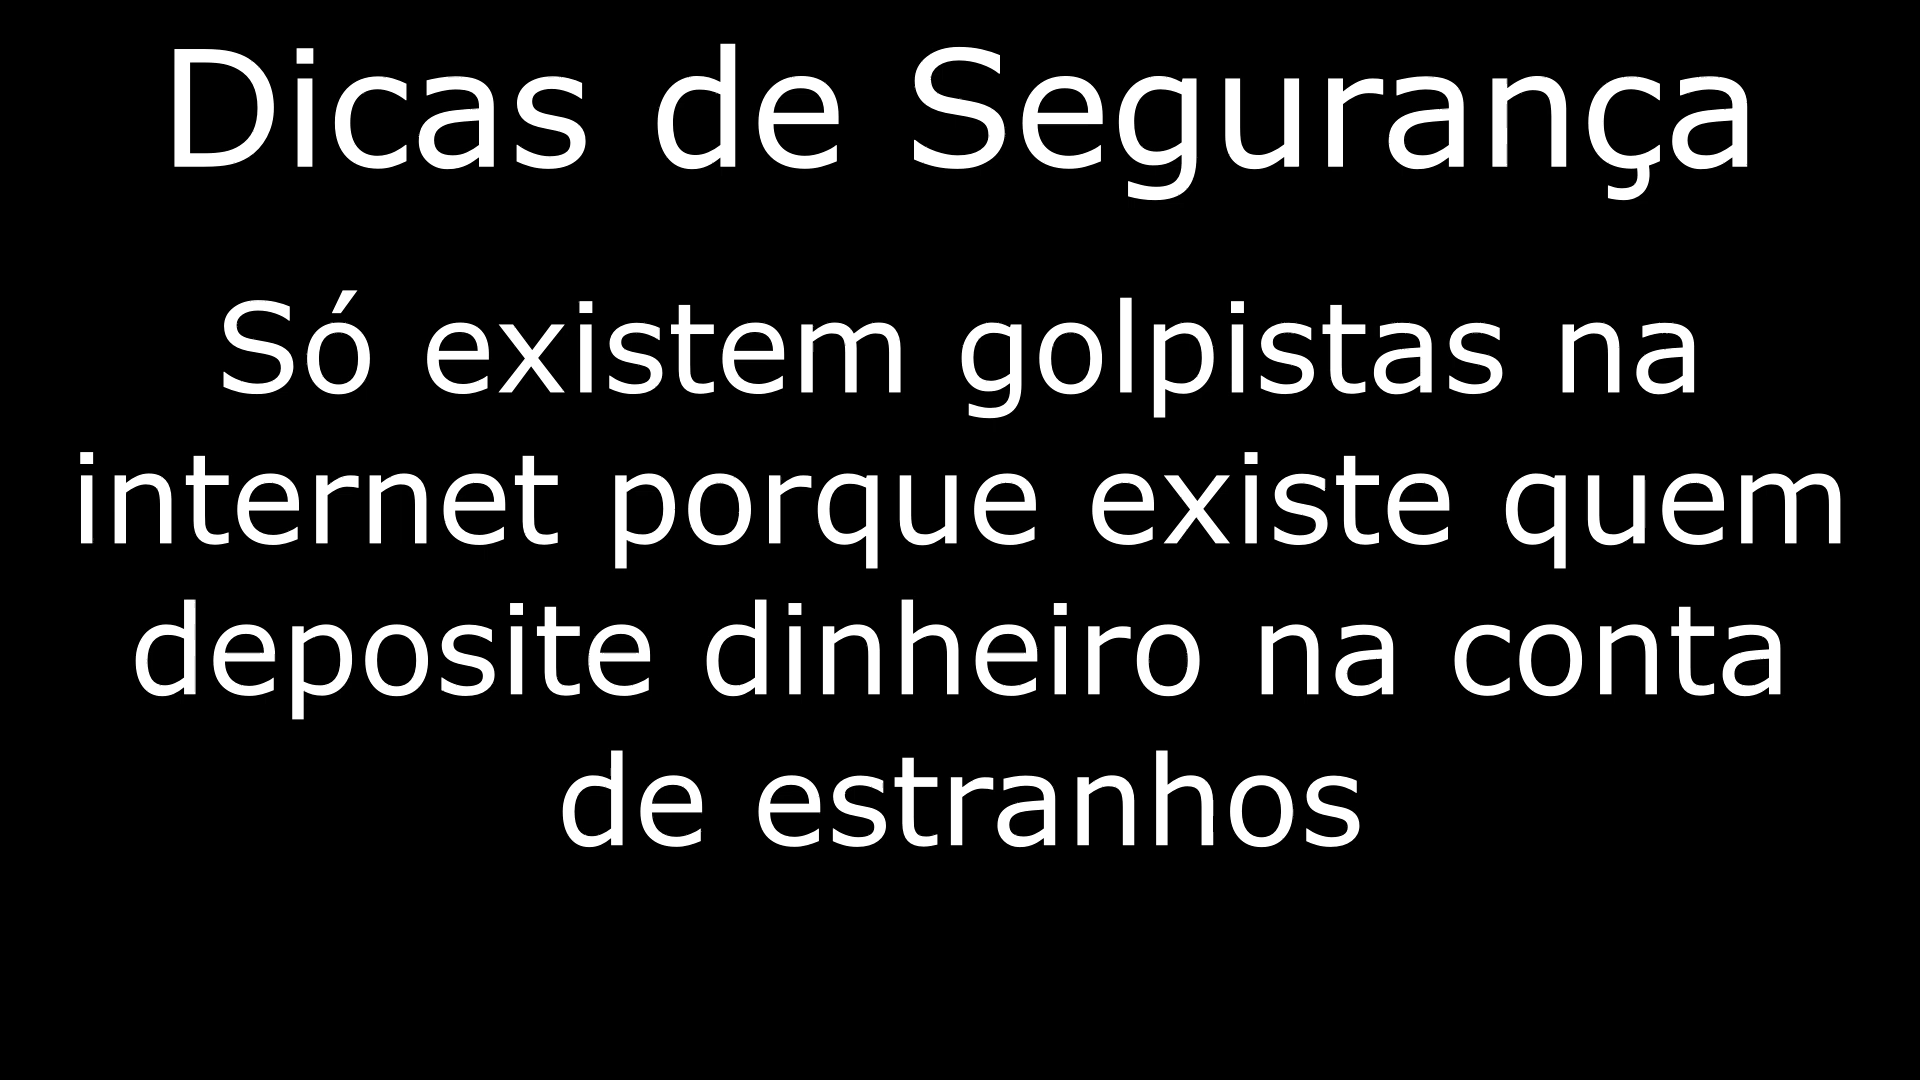 Dicas de Segurança
Só existem golpistas na
internet porque existe quem
deposite dinheiro na conta
de estranhos